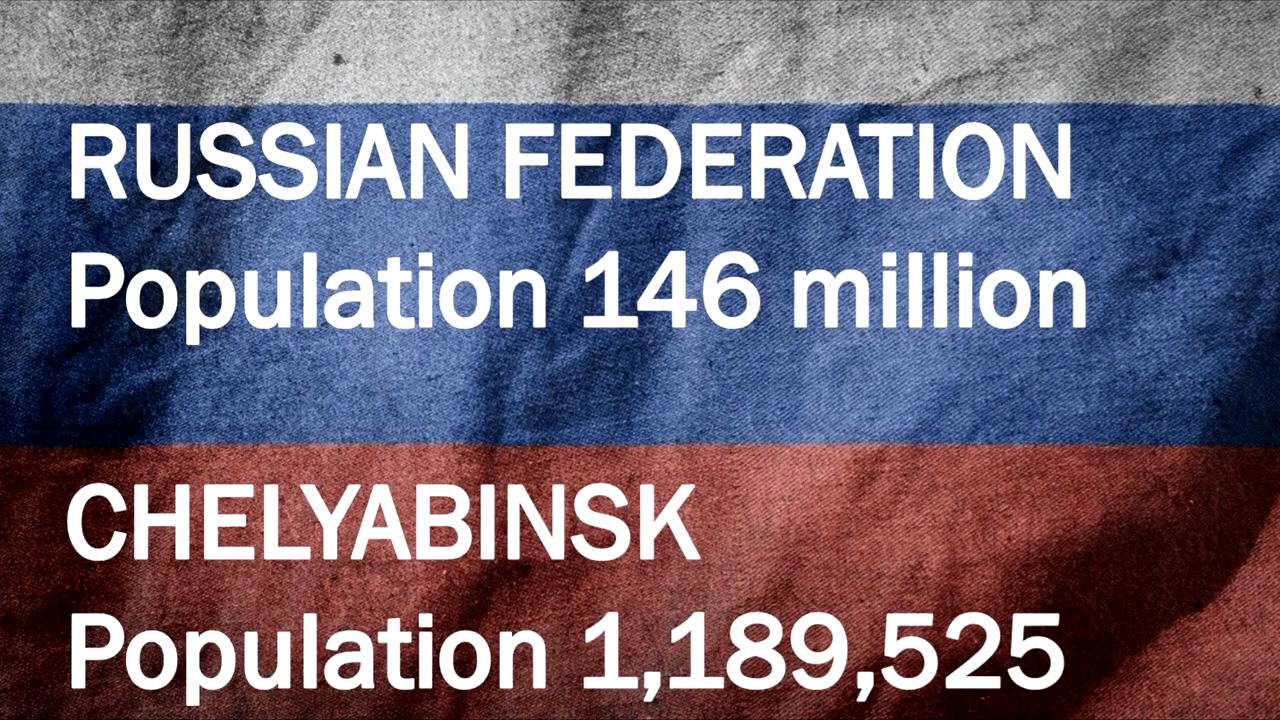 RUSSIAN FEDERATION
Population 146 million
CHELYABINSK
Population 1,189,525